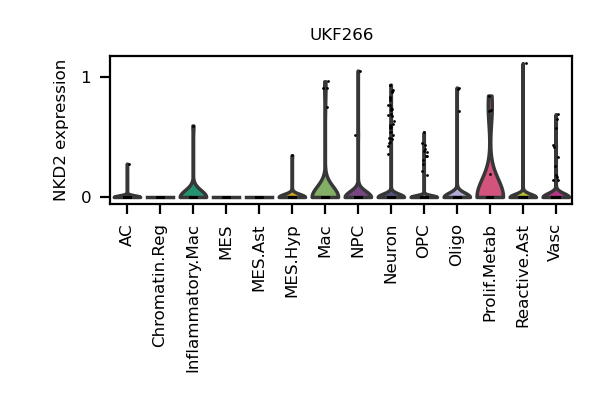 UKF266
NKD2 expression
1
0
AC
Chromatin.Reg
Inflammatory.Mac
MES
MES.Ast
MES.Hyp
Mac
NPC
Neuron
OPC
Oligo
Prolif.Metab
Reactive.Ast
Vasc